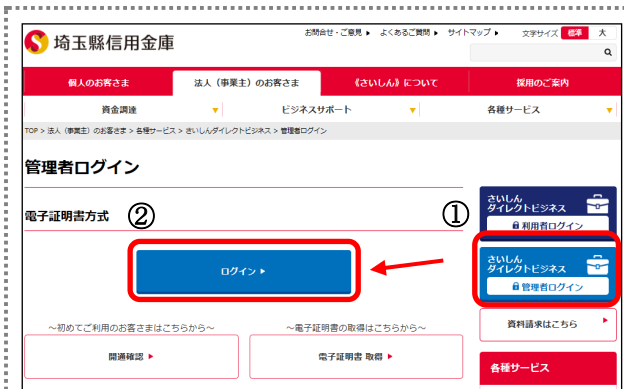 埼玉縣信用金庫
お問合せ・ご意見 ▶ よくあるご質問 ▶ サイトマップ ▶ 文字サイズ 標準 大
個人のお客さま 法人（事業主）のお客さま 《さいしん》について 採用のご案内
資金調達 ▼ ビジネスサポート ▼ 各種サービス ▼
TOP > 法人（事業主）のお客さま > 各種サービス > さいしんダイレクトビジネス > 管理者ログイン
管理者ログイン
電子証明書方式 ② ①
ログイン ▶
～初めてご利用のお客さまはこちらから～ ～電子証明書の取得はこちらから～
開通確認 ▶ 電子証明書 取得 ▶
さいしん
ダイレクトビジネス
利用者ログイン
さいしん
ダイレクトビジネス
管理者ログイン
資料請求はこちら ▶
各種サービス